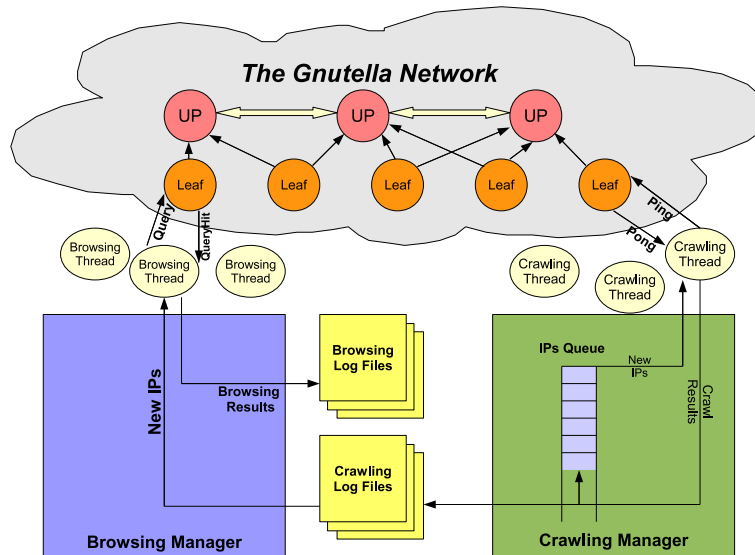 The Gnutella Network
UP
UP
UP
Leaf
Leaf
Leaf
Leaf
Leaf
Query
QueryHit
Ping
Pong
Browsing
Thread
Browsing
Thread
Browsing
Thread
Crawling
Thread
Crawling
Thread
Crawling
Thread
New IPs
Browsing
Results
Browsing
Log Files
Crawling
Log Files
IPs Queue
New
IPs
Crawl
Results
Browsing Manager
Crawling Manager